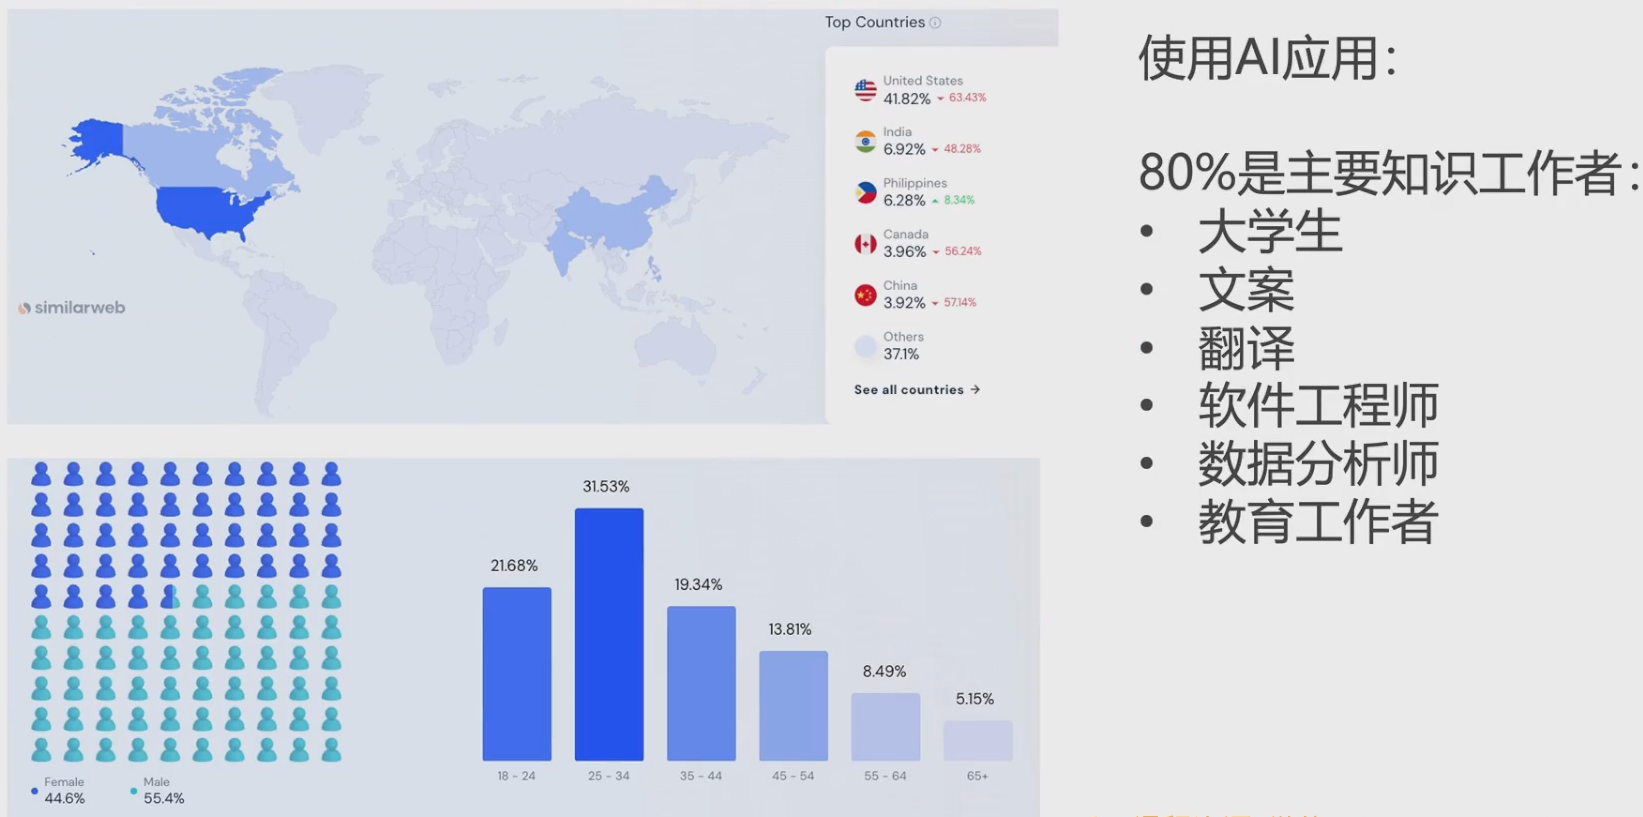 Top Countries
United States
41.82% 63.43%
India
6.92% 48.28%
Philippines
6.28% 8.34%
Canada
3.96% 56.24%
China
3.92% 57.14%
Others
37.1%
See all countries →
similarweb
Female
44.6%
Male
55.4%
21.68%
31.53%
19.34%
13.81%
8.49%
5.15%
18 - 24
25 - 34
35 - 44
45 - 54
55 - 64
65+
使用AI应用：
80%是主要知识工作者：
• 大学生
• 文案
• 翻译
• 软件工程师
• 数据分析师
• 教育工作者